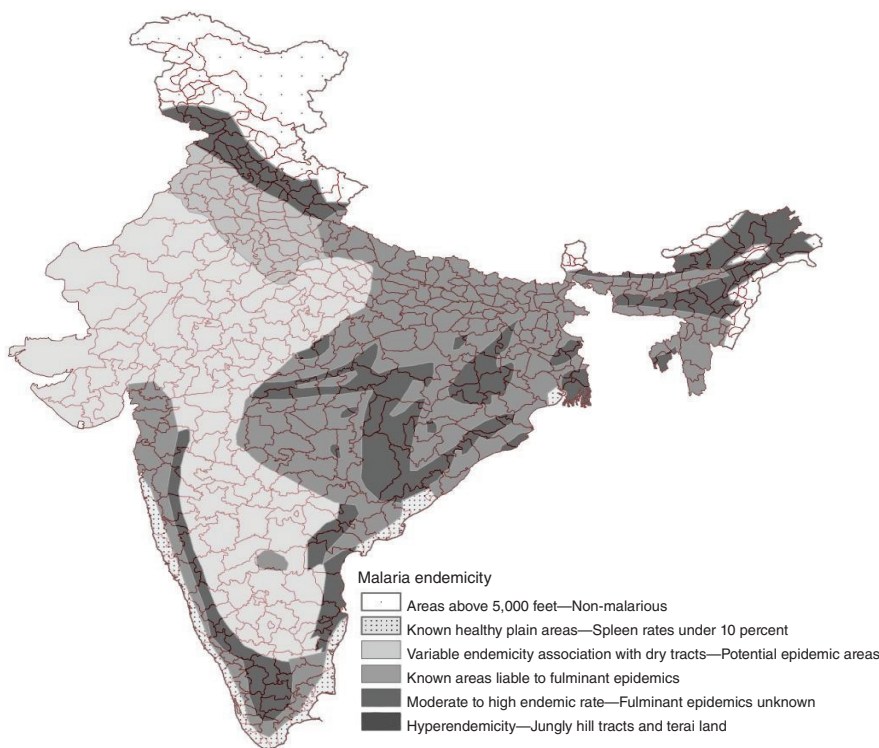 Malaria endemicity
Areas above 5,000 feet—Non-malarious
Known healthy plain areas—Spleen rates under 10 percent
Variable endemicity association with dry tracts—Potential epidemic areas
Known areas liable to fulminant epidemics
Moderate to high endemic rate—Fulminant epidemics unknown
Hyperendemicity—Jungly hill tracts and terai land